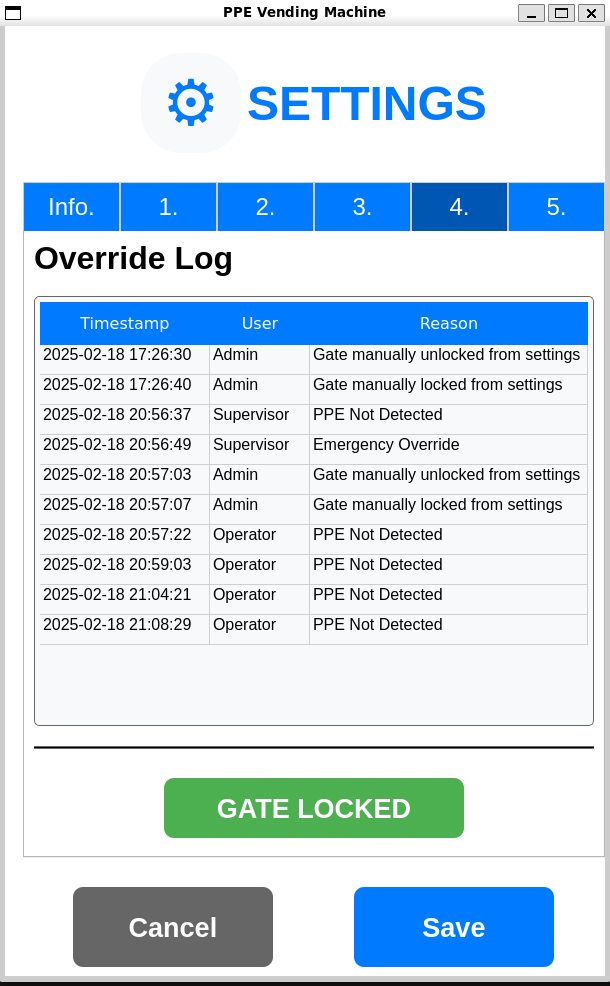 PPE Vending Machine
SETTINGS
Info. 1. 2. 3. 4. 5.
Override Log
Timestamp User Reason
2025-02-18 17:26:30 Admin Gate manually unlocked from settings
2025-02-18 17:26:40 Admin Gate manually locked from settings
2025-02-18 20:56:37 Supervisor PPE Not Detected
2025-02-18 20:56:49 Supervisor Emergency Override
2025-02-18 20:57:03 Admin Gate manually unlocked from settings
2025-02-18 20:57:07 Admin Gate manually locked from settings
2025-02-18 20:57:22 Operator PPE Not Detected
2025-02-18 20:59:03 Operator PPE Not Detected
2025-02-18 21:04:21 Operator PPE Not Detected
2025-02-18 21:08:29 Operator PPE Not Detected
GATE LOCKED
Cancel Save